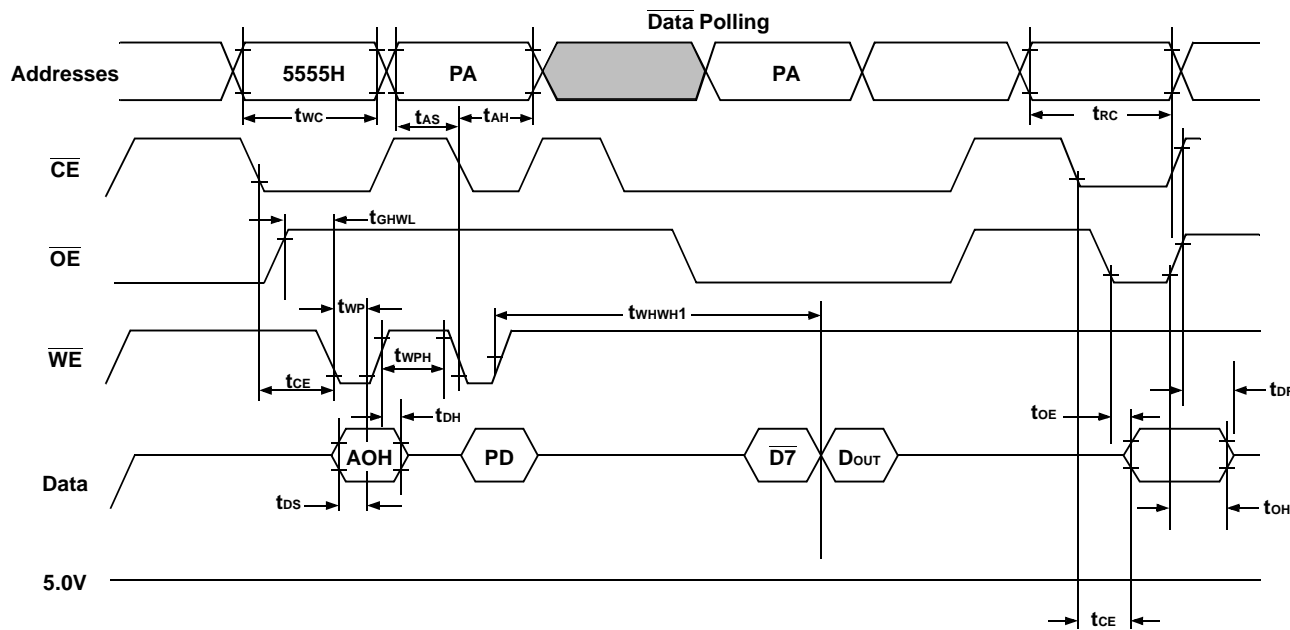 Data Polling
Addresses
5555H
PA
PA
tWC
tAS
tAH
tRC
CE
tGHWL
OE
tWP
tWHWH1
WE
tWPH
tCE
tDH
tOE
tDF
Data
AOH
PD
D7
DOUT
tDS
tOH
5.0V
tCE